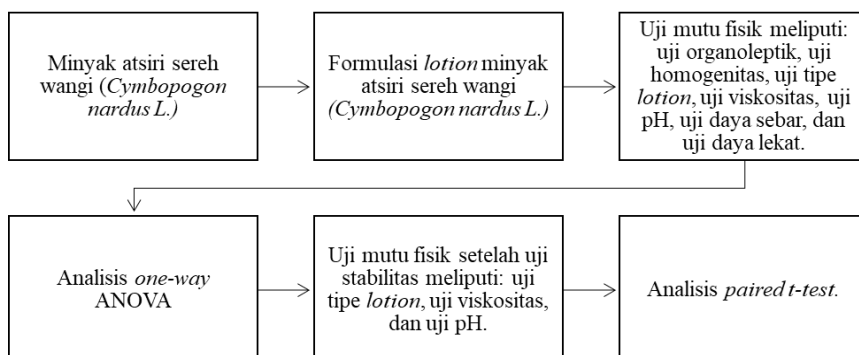 Minyak atsiri sereh
wangi (Cymbopogon
nardus L.)
Formulasi lotion minyak
atsiri sereh wangi
(Cymbopogon nardus L.)
Uji mutu fisik meliputi:
uji organoleptik, uji
homogenitas, uji tipe
lotion, uji viskositas, uji
pH, uji daya sebar, dan
uji daya lekat.
Analisis one-way
ANOVA
Uji mutu fisik setelah uji
stabilitas meliputi: uji
tipe lotion, uji viskositas,
dan uji pH.
Analisis paired t-test.